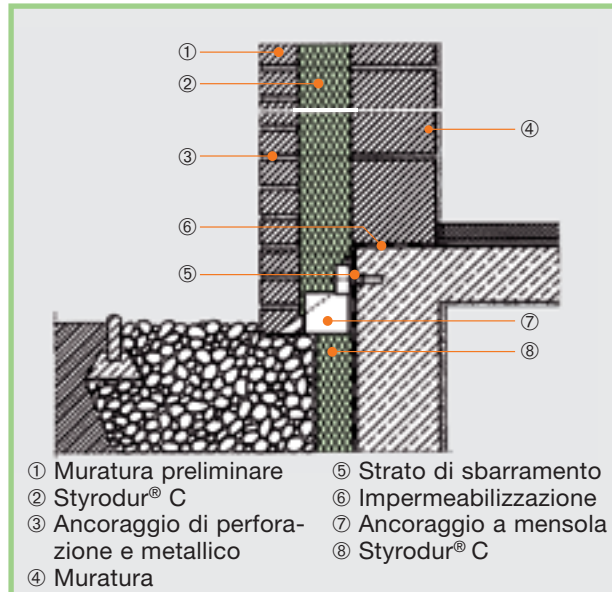 ①
②
③
④
⑥
⑤
⑦
⑧
① Muratura preliminare
② Styrodur® C
③ Ancoraggio di perfora-
zione e metallico
④ Muratura
⑤ Strato di sbarramento
⑥ Impermeabilizzazione
⑦ Ancoraggio a mensola
⑧ Styrodur® C